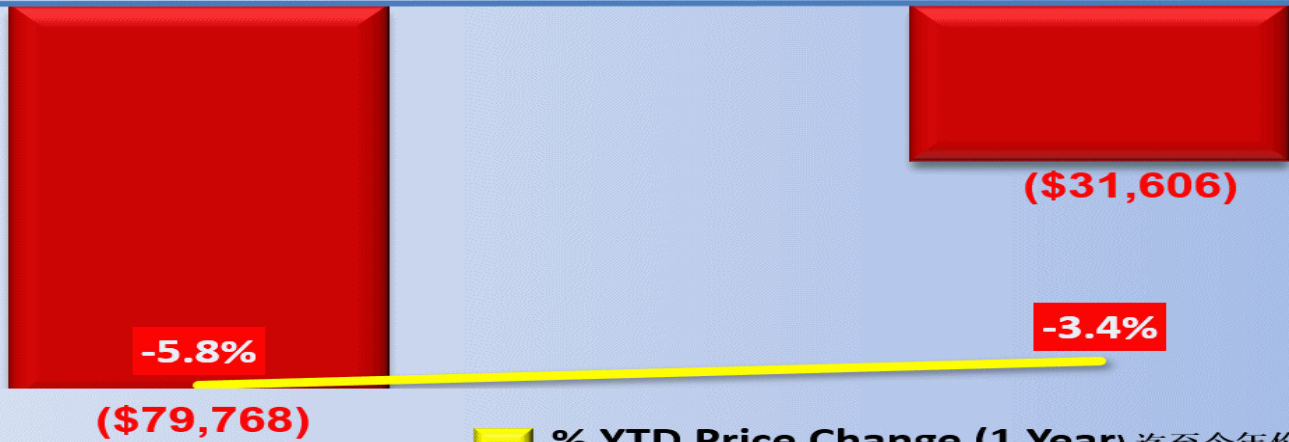 ($31,606)
-3.4%
-5.8%
($79,768)
% YTD Price Change (1 Year)